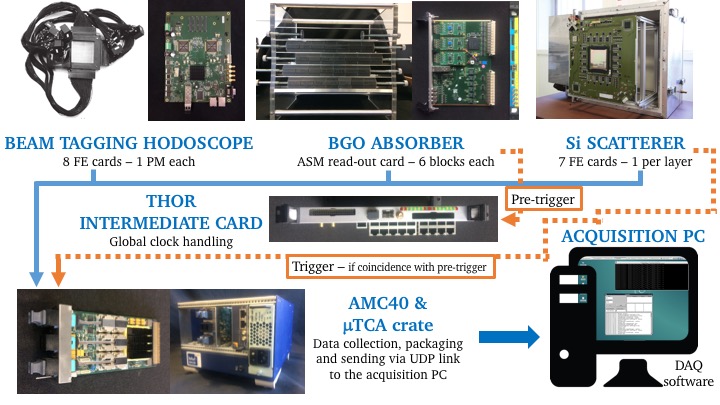 BEAM TAGGING HODOSCOPE
8 FE cards – 1 PM each
BGO ABSORBER
ASM read-out card – 6 blocks each
Si SCATTERER
7 FE cards – 1 per layer
THOR
INTERMEDIATE CARD
Global clock handling
Pre-trigger
Trigger – if coincidence with pre-trigger
ACQUISITION PC
AMC40 &
µTCA crate
Data collection, packaging
and sending via UDP link
to the acquisition PC
DAQ
software